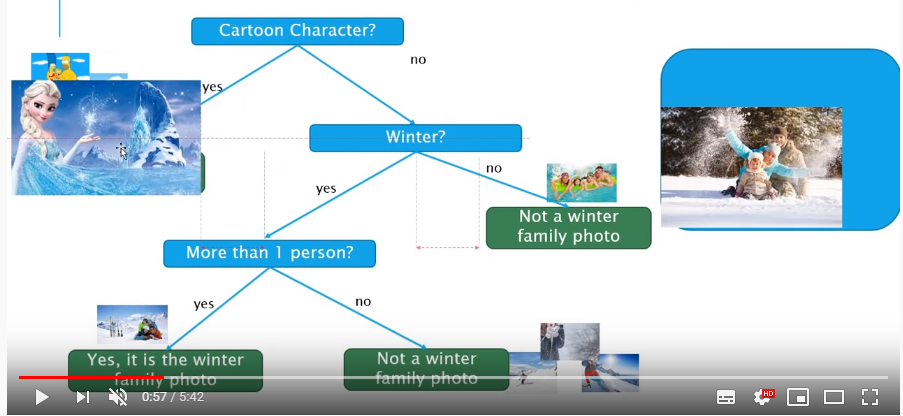 Cartoon Character?
yes
no
Winter?
yes
no
Not a winter
family photo
More than 1 person?
yes
no
Yes, it is the winter
family photo
Not a winter
family photo
0:57 / 5:42
HD